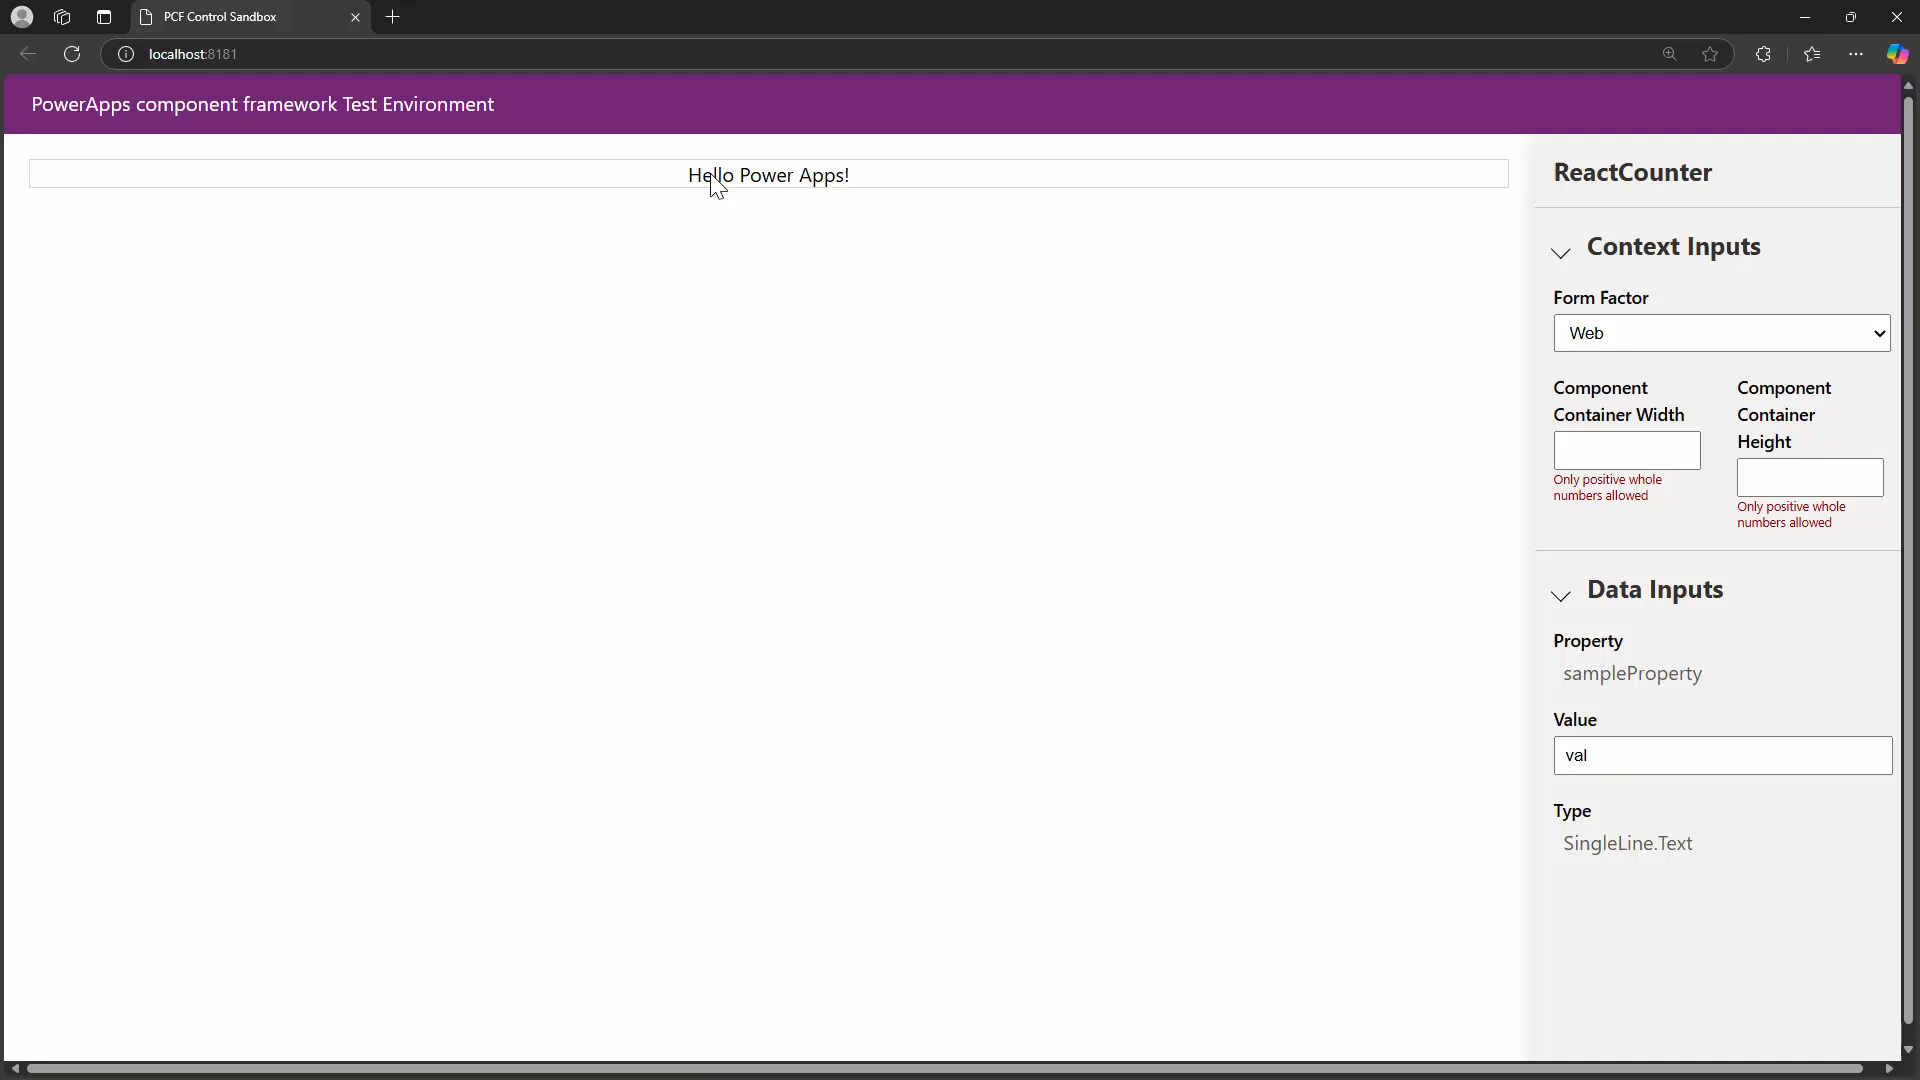 PCF Control Sandbox
localhost:8181
PowerApps component framework Test Environment
Hello Power Apps!
ReactCounter
Context Inputs
Form Factor
Web
Component
Container Width
Only positive whole
numbers allowed
Component
Container
Height
Only positive whole
numbers allowed
Data Inputs
Property
sampleProperty
Value
val
Type
SingleLine.Text